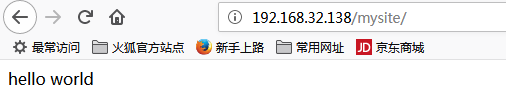 192.168.32.138/mysite/
最常访问 火狐官方站点 新手上路 常用网址 JD 京东商城
hello world